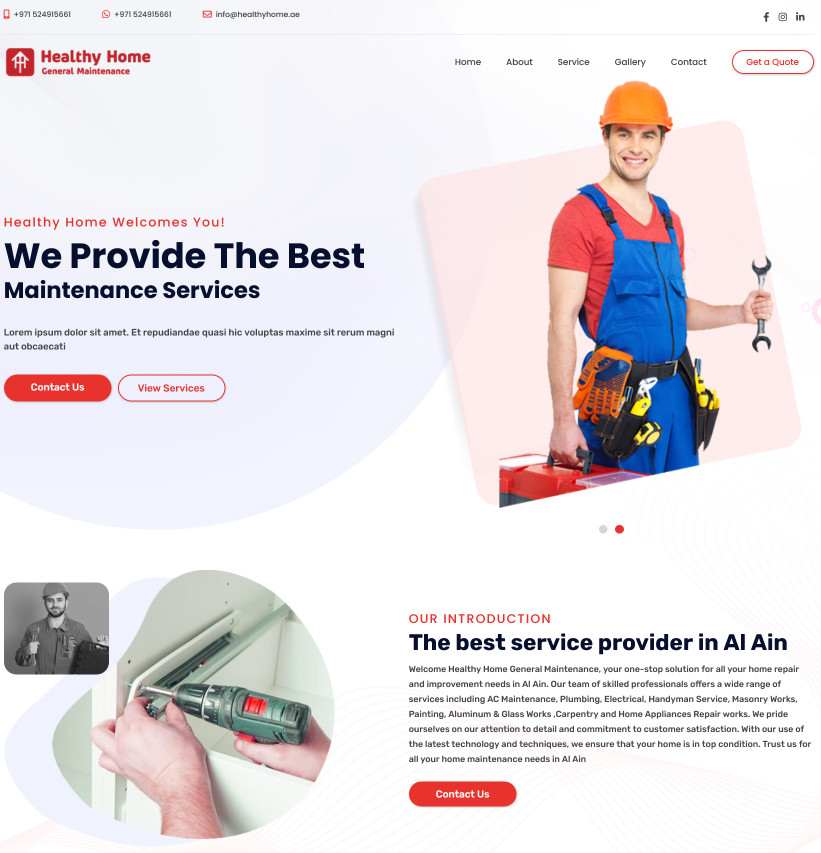 +971 524915661
+971 524915661
info@healthyhome.ae
Healthy Home
General Maintenance
Home
About
Service
Gallery
Contact
Get a Quote
Healthy Home Welcomes You!
We Provide The Best
Maintenance Services
Lorem ipsum dolor sit amet. Et repudiandae quasi hic voluptas maxime sit rerum magni
aut obcaecati
Contact Us
View Services
OUR INTRODUCTION
The best service provider in Al Ain
Welcome Healthy Home General Maintenance, your one-stop solution for all your home repair
and improvement needs in Al Ain. Our team of skilled professionals offers a wide range of
services including AC Maintenance, Plumbing, Electrical, Handyman Service, Masonry Works,
Painting, Aluminum & Glass Works ,Carpentry and Home Appliances Repair works. We pride
ourselves on our attention to detail and commitment to customer satisfaction. With our use of
the latest technology and techniques, we ensure that your home is in top condition. Trust us for
all your home maintenance needs in Al Ain
Contact Us